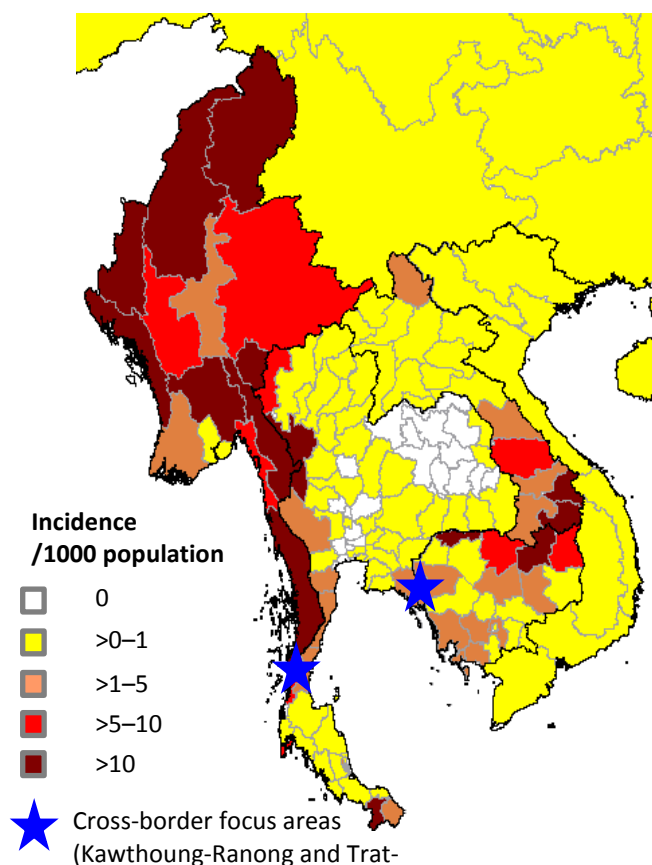 Incidence
/1000 population
0
>0–1
>1–5
>5–10
>10
Cross-border focus areas
(Kawthoung-Ranong and Trat-